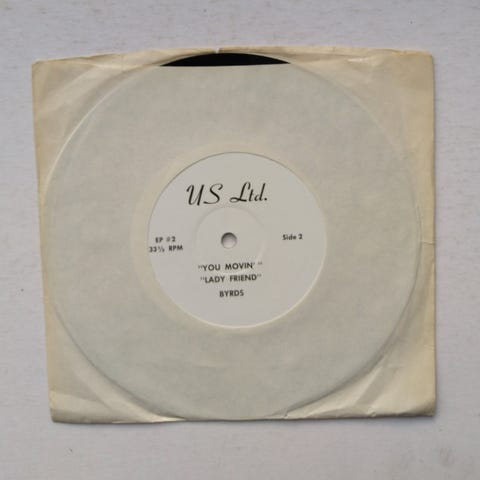 US Ltd.
EP #2
33⅓ RPM
Side 2
"YOU MOVIN'"
"LADY FRIEND"
BYRDS